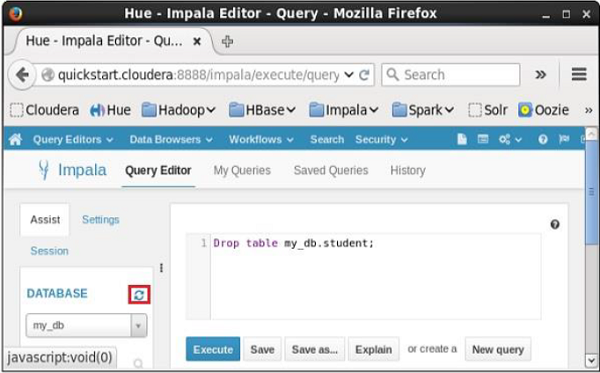 Hue - Impala Editor - Query - Mozilla Firefox
Hue - Impala Editor - Qu...
quickstart.cloudera:8888/impala/execute/query
Search
Cloudera Hue Hadoop HBase Impala Spark Solr Oozie »
Query Editors Data Browsers Workflows Search Security
Impala Query Editor My Queries Saved Queries History
Assist Settings
Session
1 Drop table my_db.student;
DATABASE
my_db
Execute Save Save as... Explain or create a New query
javascript:void(0)